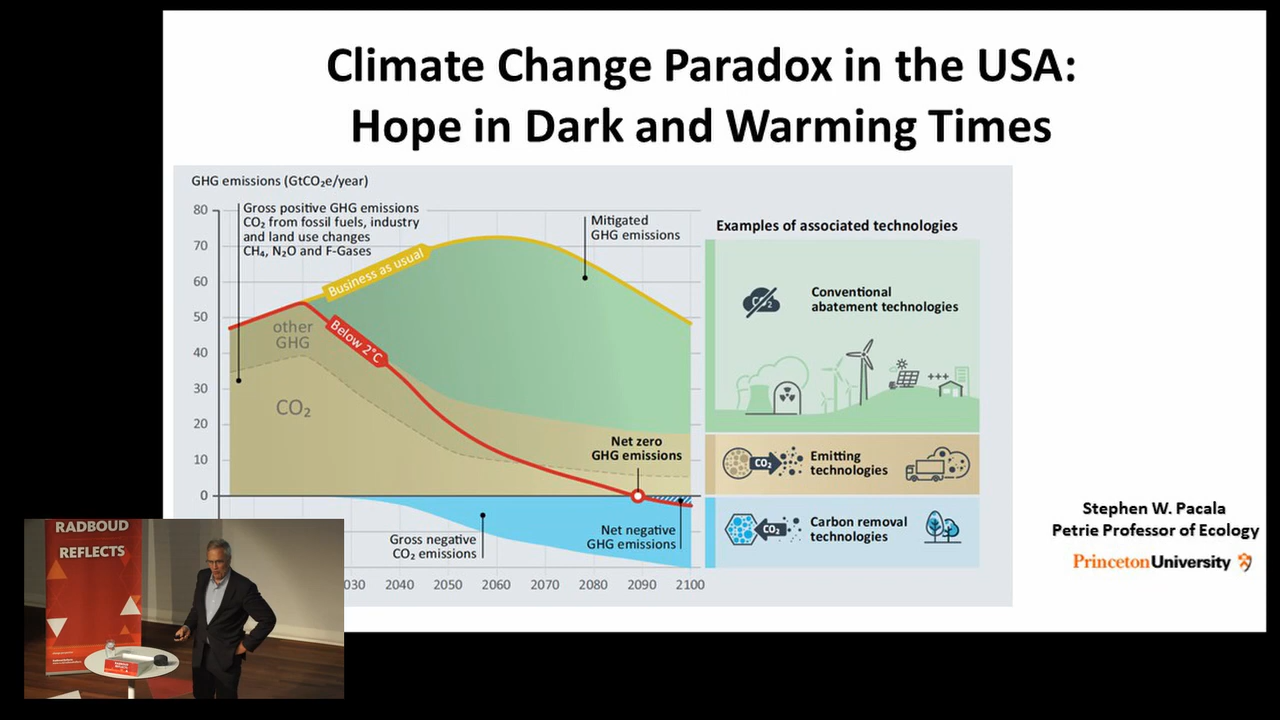 Climate Change Paradox in the USA:
Hope in Dark and Warming Times
GHG emissions (GtCO₂e/year)
80
70
60
50
40
30
20
10
0
Gross positive GHG emissions
CO₂ from fossil fuels, industry
and land use changes
CH₄, N₂O and F-Gases
Business as usual
Mitigated
GHG emissions
Below 2°C
other
GHG
CO₂
Net zero
GHG emissions
Gross negative
CO₂ emissions
Net negative
GHG emissions
030 2040 2050 2060 2070 2080 2090 2100
Examples of associated technologies
CO₂
Conventional
abatement technologies
CO₂
Emitting
technologies
CO₂
Carbon removal
technologies
Stephen W. Pacala
Petrie Professor of Ecology
PrincetonUniversity
RADBOUD
REFLECTS
RADBOUD
REFLECTS